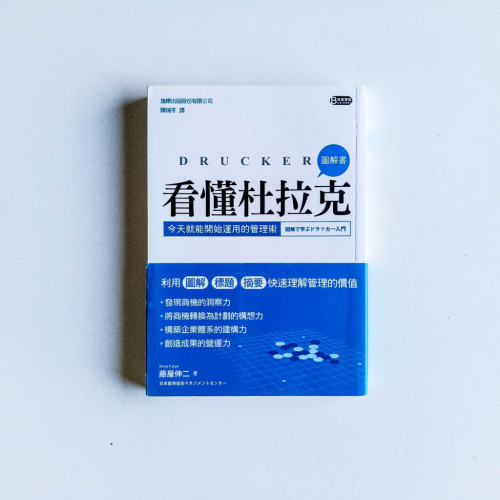 旗標出版股份有限公司
陳瑞苓 譯
DRUCKER
圖解書
看懂杜拉克
今天就能開始運用的管理術
図解で学ぶドラッカー入門
利用 圖解 標題 摘要 快速理解管理的價值
・發現商機的洞察力
・將商機轉換為計劃的構想力
・構築企業體系的建構力
・創造成果的營運力
藤屋伸二 著